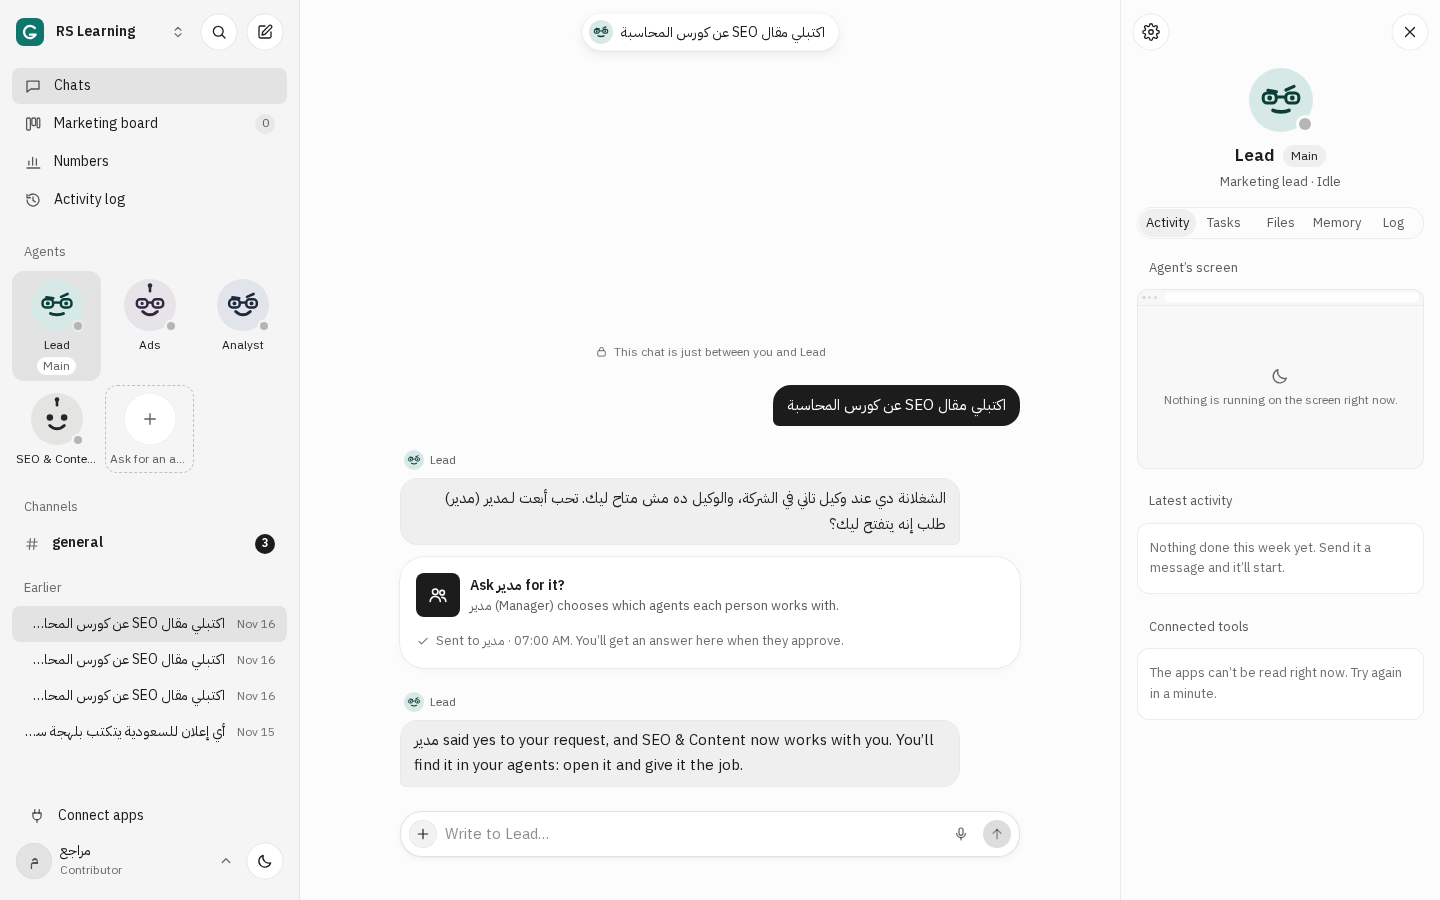 RS Learning
Chats
Marketing board 0
Numbers
Activity log
Agents
Lead
Main
Ads
Analyst
SEO & Conte...
Ask for an a...
Channels
general 3
Earlier
اكتبلي مقال SEO عن كورس المحا... Nov 16
اكتبلي مقال SEO عن كورس المحا... Nov 16
اكتبلي مقال SEO عن كورس المحا... Nov 16
أي إعلان للسعودية يتكتب بلهجة سـ... Nov 15
Connect apps
م
مراجع
Contributor
اكتبلي مقال SEO عن كورس المحاسبة
This chat is just between you and Lead
اكتبلي مقال SEO عن كورس المحاسبة
Lead
الشغلانة دي عند وكيل تاني في الشركة، والوكيل ده مش متاح ليك. تحب أبعت لـمدير (مدير)
طلب إنه يتفتح ليك؟
Ask مدير for it?
مدير (Manager) chooses which agents each person works with.
Sent to مدير · 07:00 AM. You'll get an answer here when they approve.
Lead
مدير said yes to your request, and SEO & Content now works with you. You'll
find it in your agents: open it and give it the job.
Write to Lead...
Lead Main
Marketing lead · Idle
Activity Tasks Files Memory Log
Agent's screen
Nothing is running on the screen right now.
Latest activity
Nothing done this week yet. Send it a
message and it'll start.
Connected tools
The apps can't be read right now. Try again
in a minute.